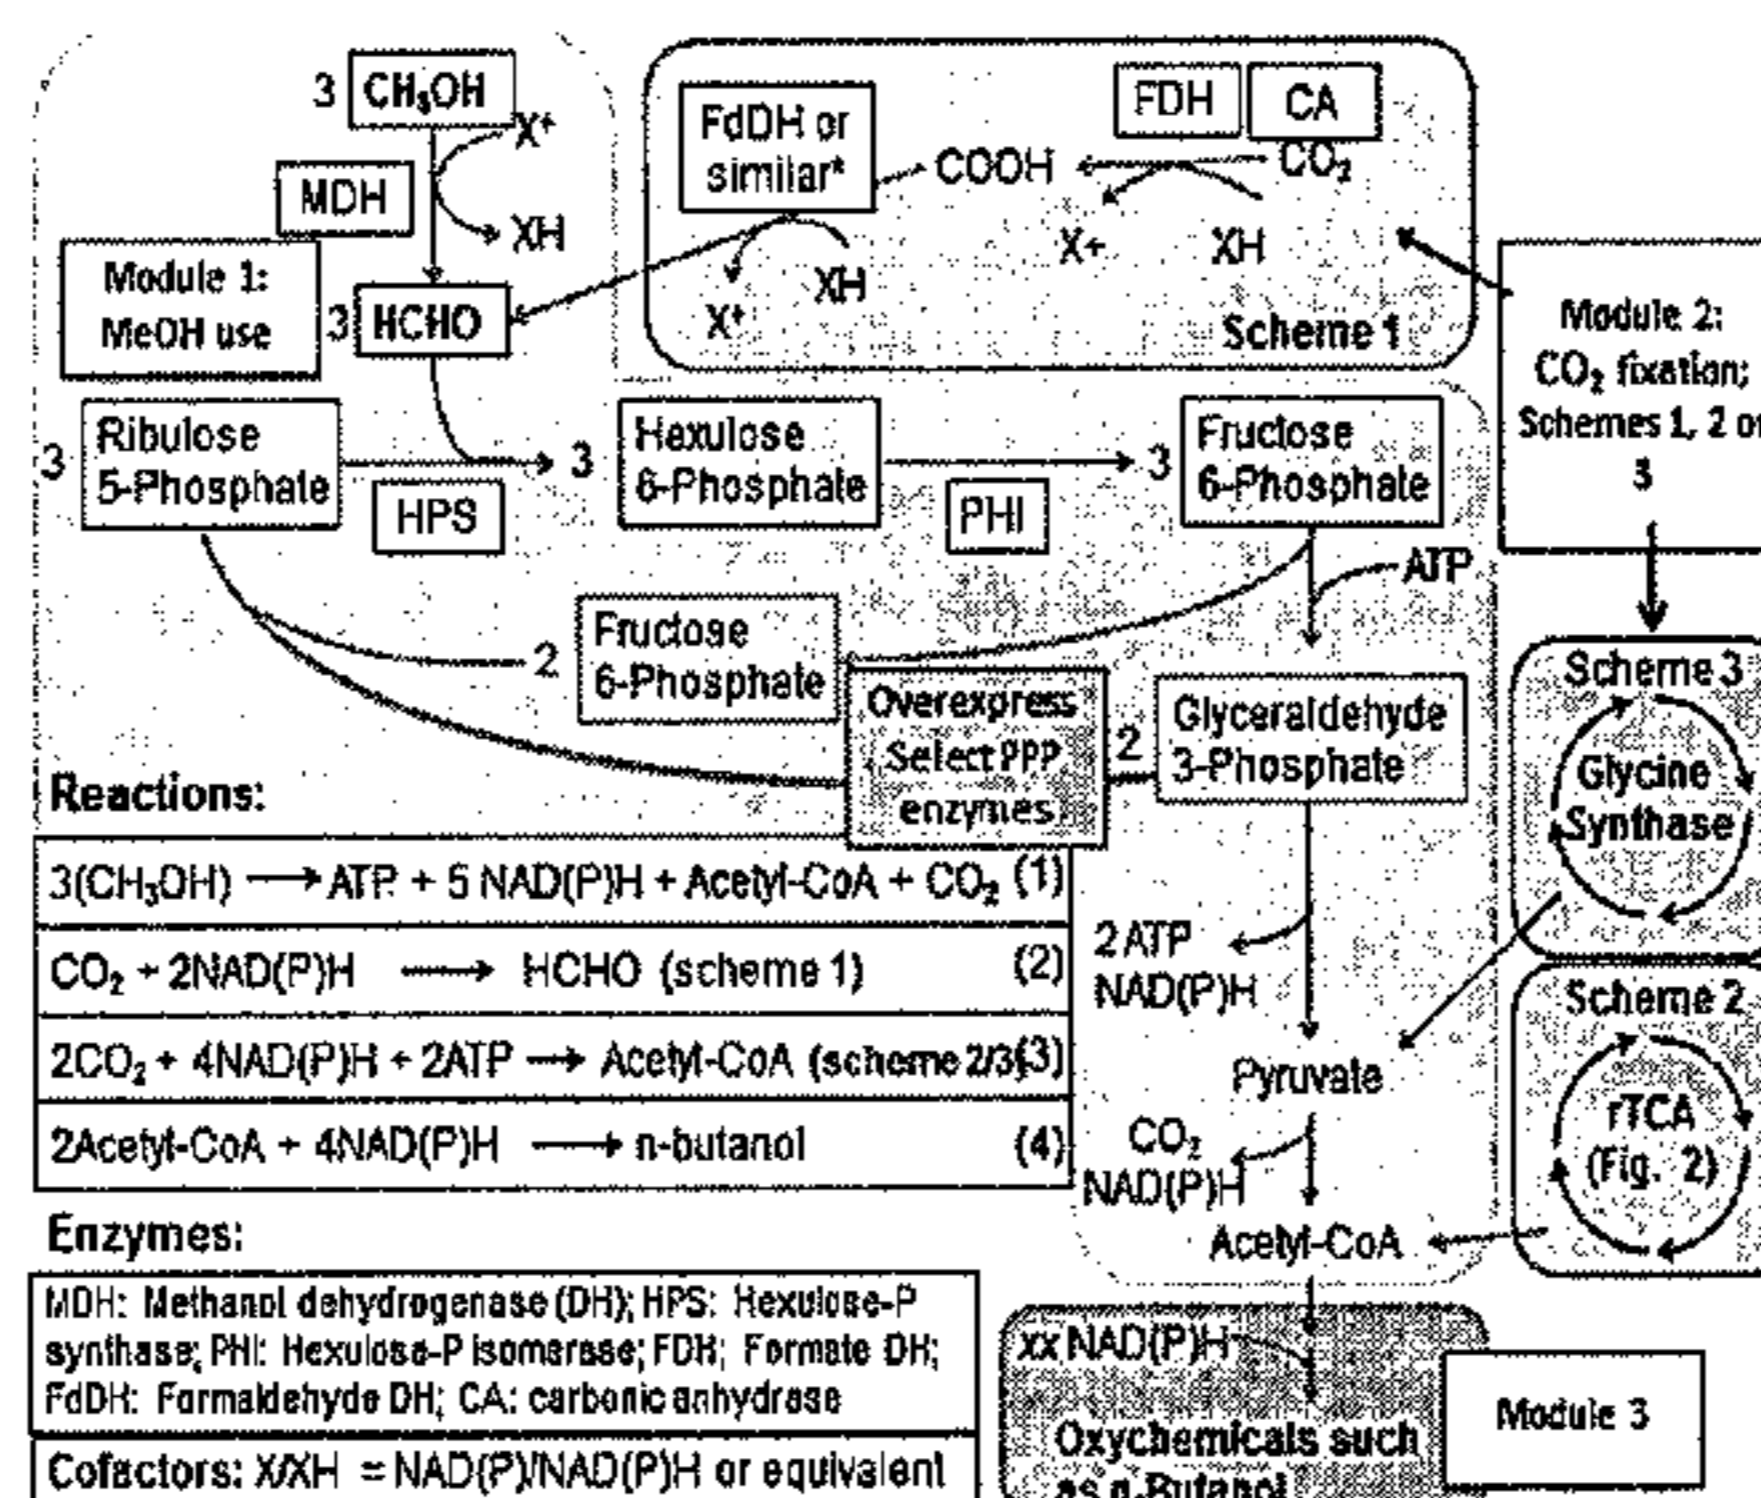 3 CH₃OH
X⁺
MDH
XH
Module 1:
MeOH use
3 HCHO
FdDH or
similar*
COOH
FDH
CA
CO₂
X+
XH
XH
X⁺
Scheme 1
Module 2:
CO₂ fixation;
Schemes 1, 2 or
3
3
Ribulose
5-Phosphate
HPS
3
Hexulose
6-Phosphate
PHI
3
Fructose
6-Phosphate
ATP
2
Fructose
6-Phosphate
Overexpress
Select PPP
enzymes
2
Glyceraldehyde
3-Phosphate
Scheme 3
Glycine
Synthase
Reactions:
3(CH₃OH) → ATP + 5 NAD(P)H + Acetyl-CoA + CO₂ (1)
CO₂ + 2NAD(P)H → HCHO (scheme 1) (2)
2CO₂ + 4NAD(P)H + 2ATP → Acetyl-CoA (scheme 2/3)(3)
2Acetyl-CoA + 4NAD(P)H → n-butanol (4)
2 ATP
NAD(P)H
Pyruvate
CO₂
NAD(P)H
Acetyl-CoA
Scheme 2
rTCA
(Fig. 2)
Enzymes:
MDH: Methanol dehydrogenase (DH); HPS: Hexulose-P
synthase; PHI: Hexulose-P isomerase; FDH; Formate DH;
FdDH: Formaldehyde DH; CA: carbonic anhydrase
Cofactors: X/XH = NAD(P)/NAD(P)H or equivalent
xx NAD(P)H
Oxychemicals such
as n-Butanol
Module 3